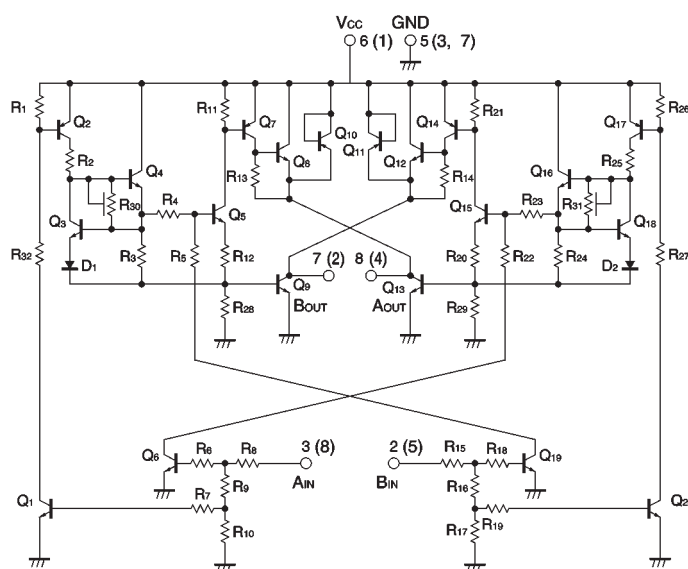 VCC GND
6 (1) 5 (3, 7)
R1 Q2 R11 Q7 Q10 Q14 R21 Q17 R26
R2 Q4 Q8 Q11 Q12 Q16 R25
R13 R14
Q3 R30 R4 Q5 Q15 R23 R31 Q18
R32 R3 R5 R12 R20 R22 R24 R27
D1 7 (2) 8 (4) D2
Q9 Q13
R28 BOUT AOUT R29
Q6 R6 R8 3 (8) 2 (5) R15 R18 Q19
R7 R9 AIN BIN R16
Q1 Q2
R10 R17 R19